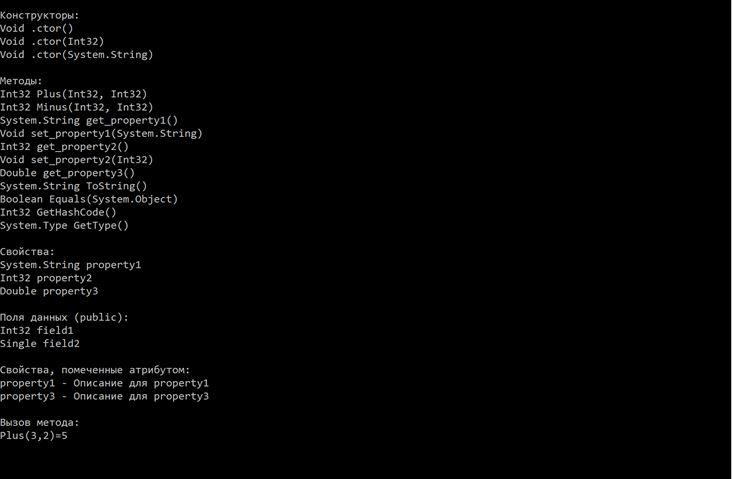 Конструкторы:
Void .ctor()
Void .ctor(Int32)
Void .ctor(System.String)
Методы:
Int32 Plus(Int32, Int32)
Int32 Minus(Int32, Int32)
System.String get_property1()
Void set_property1(System.String)
Int32 get_property2()
Void set_property2(Int32)
Double get_property3()
System.String ToString()
Boolean Equals(System.Object)
Int32 GetHashCode()
System.Type GetType()
Свойства:
System.String property1
Int32 property2
Double property3
Поля данных (public):
Int32 field1
Single field2
Свойства, помеченные атрибутом:
property1 - Описание для property1
property3 - Описание для property3
Вызов метода:
Plus(3,2)=5